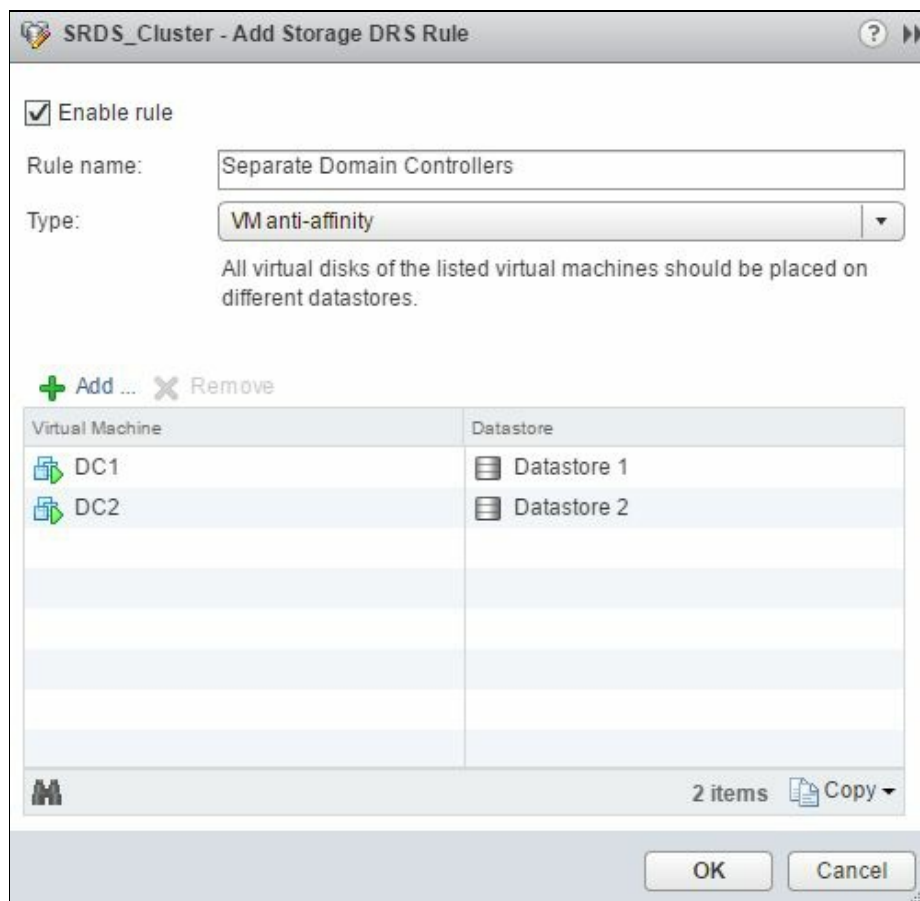 SRDS_Cluster - Add Storage DRS Rule ?
Enable rule
Rule name: Separate Domain Controllers
Type: VM anti-affinity
All virtual disks of the listed virtual machines should be placed on
different datastores.
Add ... Remove
Virtual Machine Datastore
DC1 Datastore 1
DC2 Datastore 2
2 items Copy
OK Cancel